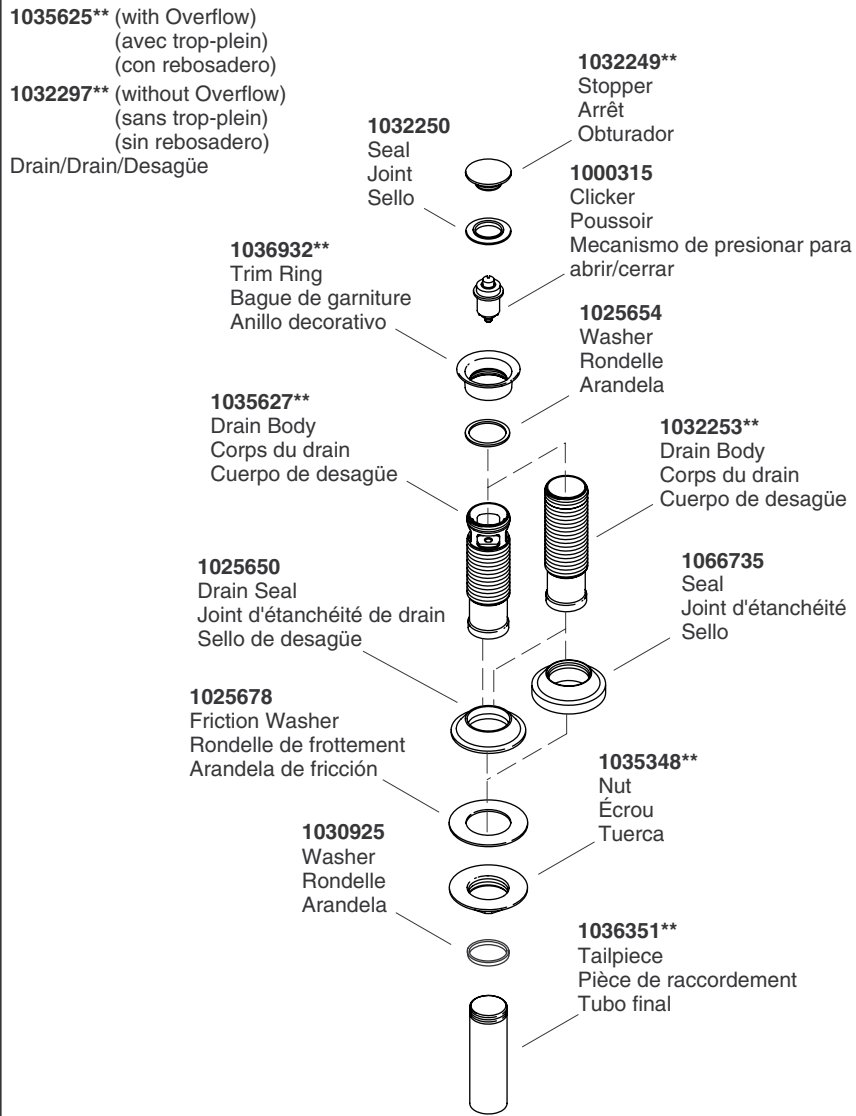 1035625** (with Overflow)
(avec trop-plein)
(con rebosadero)
1032297** (without Overflow)
(sans trop-plein)
(sin rebosadero)
Drain/Drain/Desagüe
1032249**
Stopper
Arrêt
Obturador
1032250
Seal
Joint
Sello
1000315
Clicker
Poussoir
Mecanismo de presionar para
abrir/cerrar
1036932**
Trim Ring
Bague de garniture
Anillo decorativo
1025654
Washer
Rondelle
Arandela
1035627**
Drain Body
Corps du drain
Cuerpo de desagüe
1032253**
Drain Body
Corps du drain
Cuerpo de desagüe
1025650
Drain Seal
Joint d'étanchéité de drain
Sello de desagüe
1066735
Seal
Joint d'étanchéité
Sello
1025678
Friction Washer
Rondelle de frottement
Arandela de fricción
1035348**
Nut
Écrou
Tuerca
1030925
Washer
Rondelle
Arandela
1036351**
Tailpiece
Pièce de raccordement
Tubo final